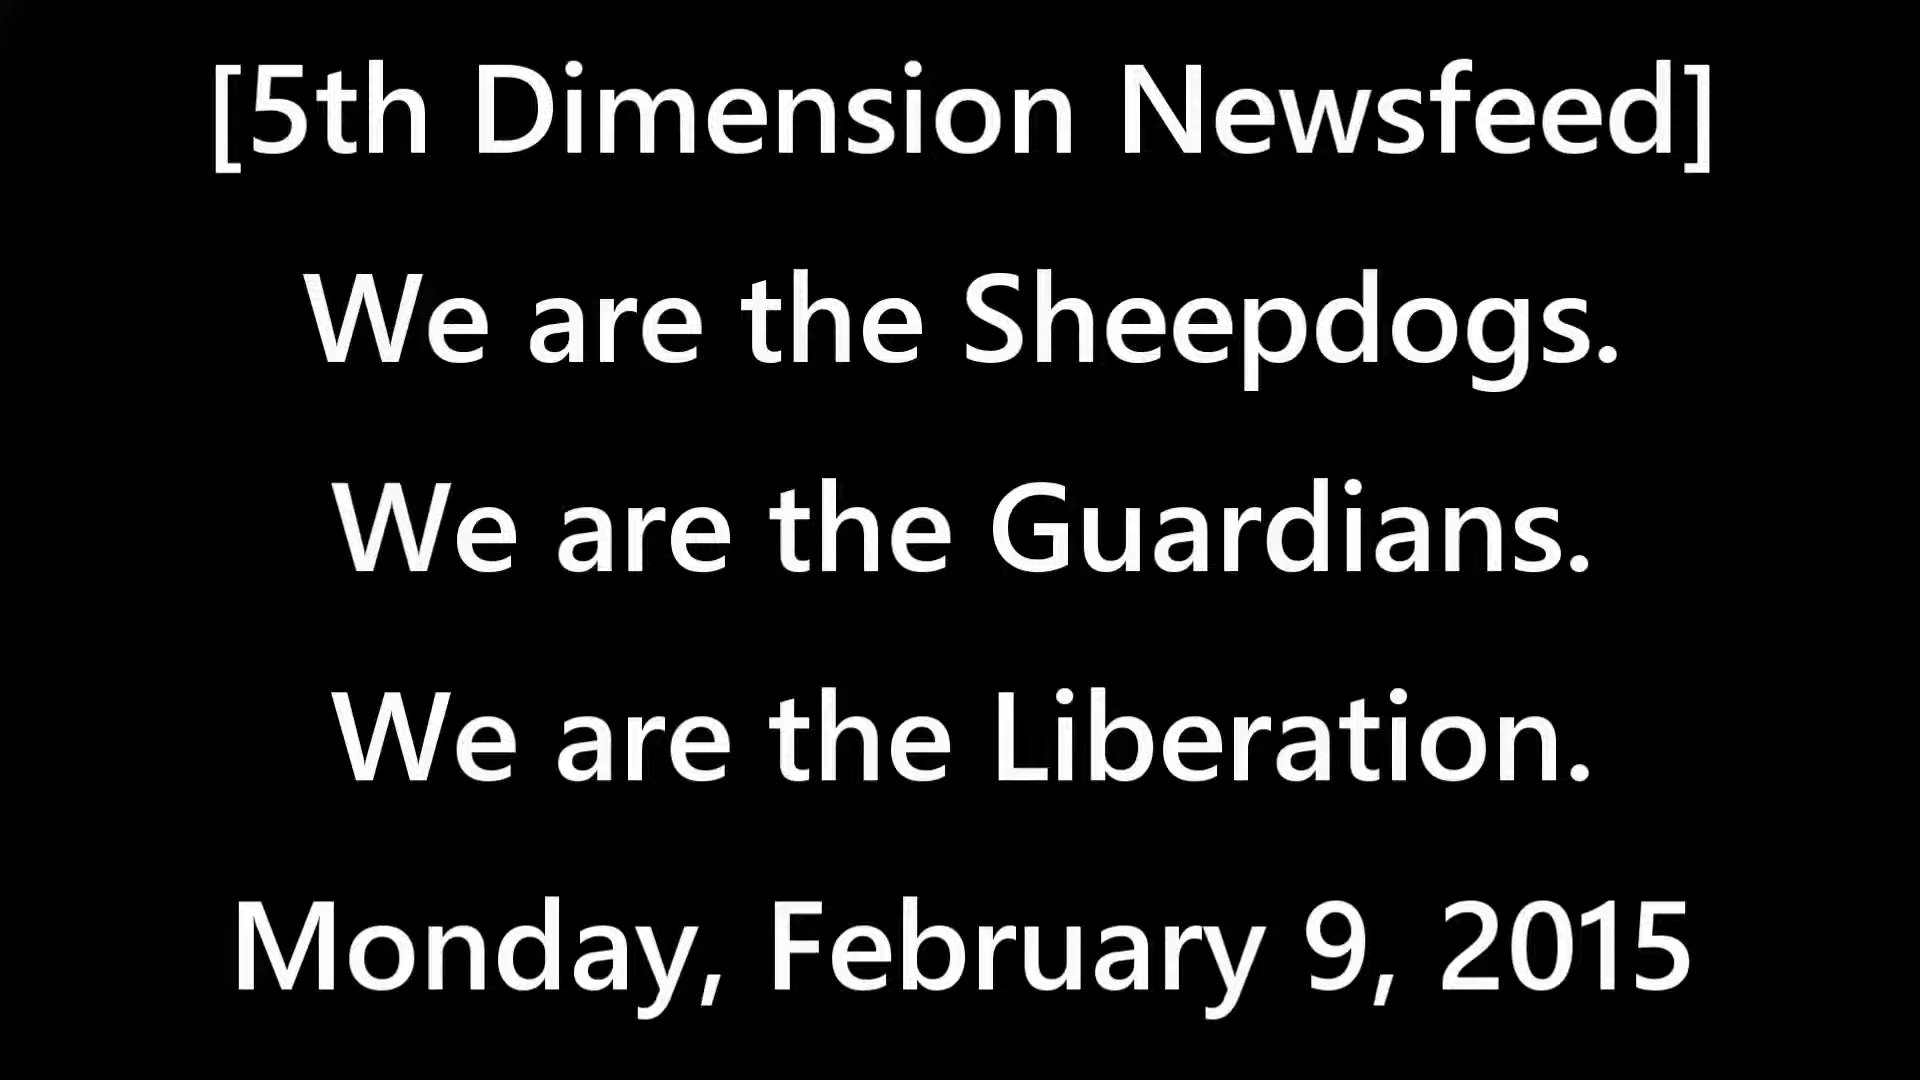 [5th Dimension Newsfeed]
We are the Sheepdogs.
We are the Guardians.
We are the Liberation.
Monday, February 9, 2015